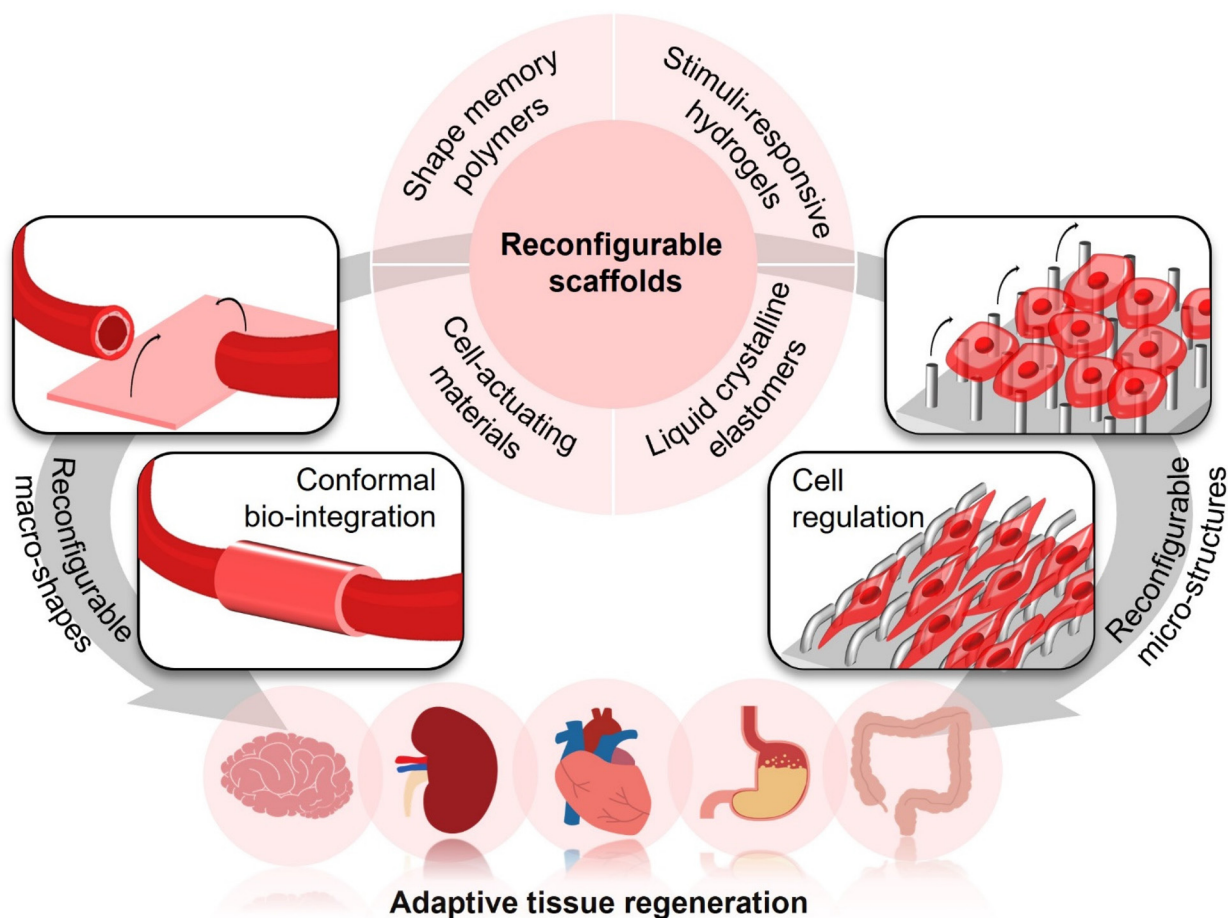 Shape memory
polymers
Stimuli-responsive
hydrogels
Reconfigurable
scaffolds
Cell-actuating
materials
Liquid crystalline
elastomers
Reconfigurable
macro-shapes
Conformal
bio-integration
Cell
regulation
Reconfigurable
micro-structures
Adaptive tissue regeneration